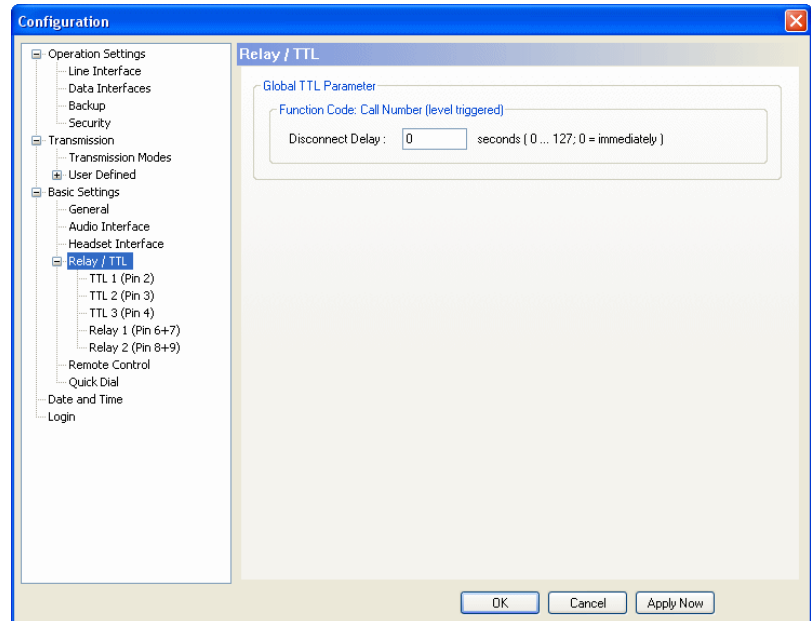 Configuration
Operation Settings
Line Interface
Data Interfaces
Backup
Security
Transmission
Transmission Modes
User Defined
Basic Settings
General
Audio Interface
Headset Interface
Relay / TTL
TTL 1 (Pin 2)
TTL 2 (Pin 3)
TTL 3 (Pin 4)
Relay 1 (Pin 6+7)
Relay 2 (Pin 8+9)
Remote Control
Quick Dial
Date and Time
Login
Relay / TTL
Global TTL Parameter
Function Code: Call Number (level triggered)
Disconnect Delay : 0 seconds ( 0 ... 127; 0 = immediately )
OK Cancel Apply Now